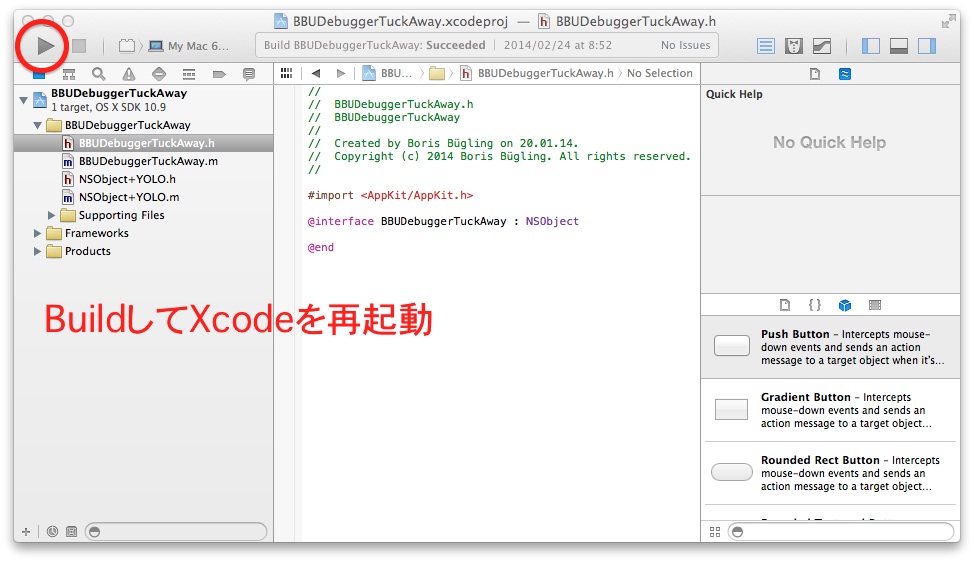 BBUDebuggerTuckAway.xcodeproj — BBUDebuggerTuckAway.h
My Mac 6...
Build BBUDebuggerTuckAway: Succeeded | 2014/02/24 at 8:52 No Issues
BBU... BBUDebuggerTuckAway.h No Selection
BBUDebuggerTuckAway
1 target, OS X SDK 10.9
BBUDebuggerTuckAway
BBUDebuggerTuckAway.h
BBUDebuggerTuckAway.m
NSObject+YOLO.h
NSObject+YOLO.m
Supporting Files
Frameworks
Products
//
// BBUDebuggerTuckAway.h
// BBUDebuggerTuckAway
//
// Created by Boris Bügling on 20.01.14.
// Copyright (c) 2014 Boris Bügling. All rights reserved.
//
#import <AppKit/AppKit.h>
@interface BBUDebuggerTuckAway : NSObject
@end
BuildしてXcodeを再起動
Quick Help
No Quick Help
Push Button – Intercepts mouse-
down events and sends an action
message to a target object when it's...
Gradient Button – Intercepts
mouse-down events and sends an
action message to a target object...
Rounded Rect Button – Intercepts
mouse-down events and sends an
action message to a target object...